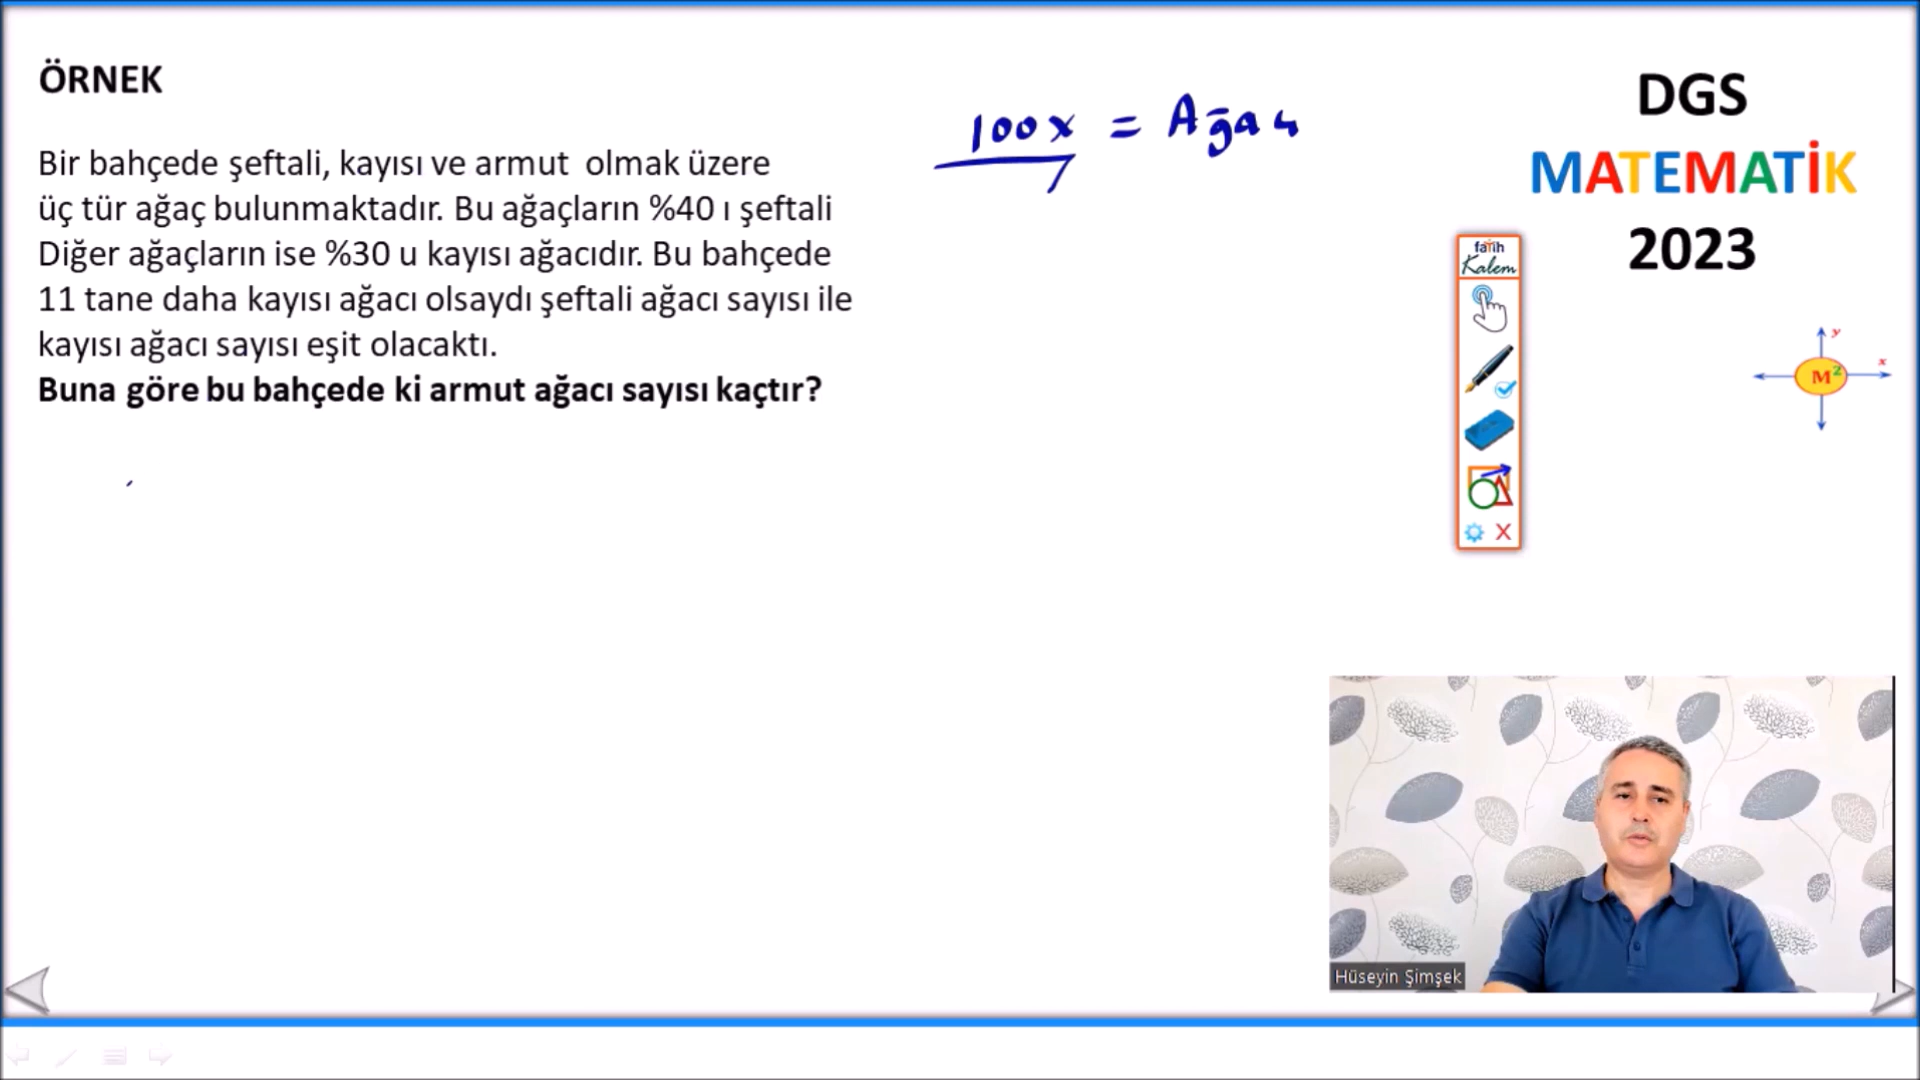 ÖRNEK
Bir bahçede şeftali, kayısı ve armut olmak üzere
üç tür ağaç bulunmaktadır. Bu ağaçların %40 ı şeftali
Diğer ağaçların ise %30 u kayısı ağacıdır. Bu bahçede
11 tane daha kayısı ağacı olsaydı şeftali ağacı sayısı ile
kayısı ağacı sayısı eşit olacaktı.
Buna göre bu bahçede ki armut ağacı sayısı kaçtır?
100x = Ağaç
DGS
MATEMATİK
2023
fatih
Kalem
y
x
M²
Hüseyin Şimşek